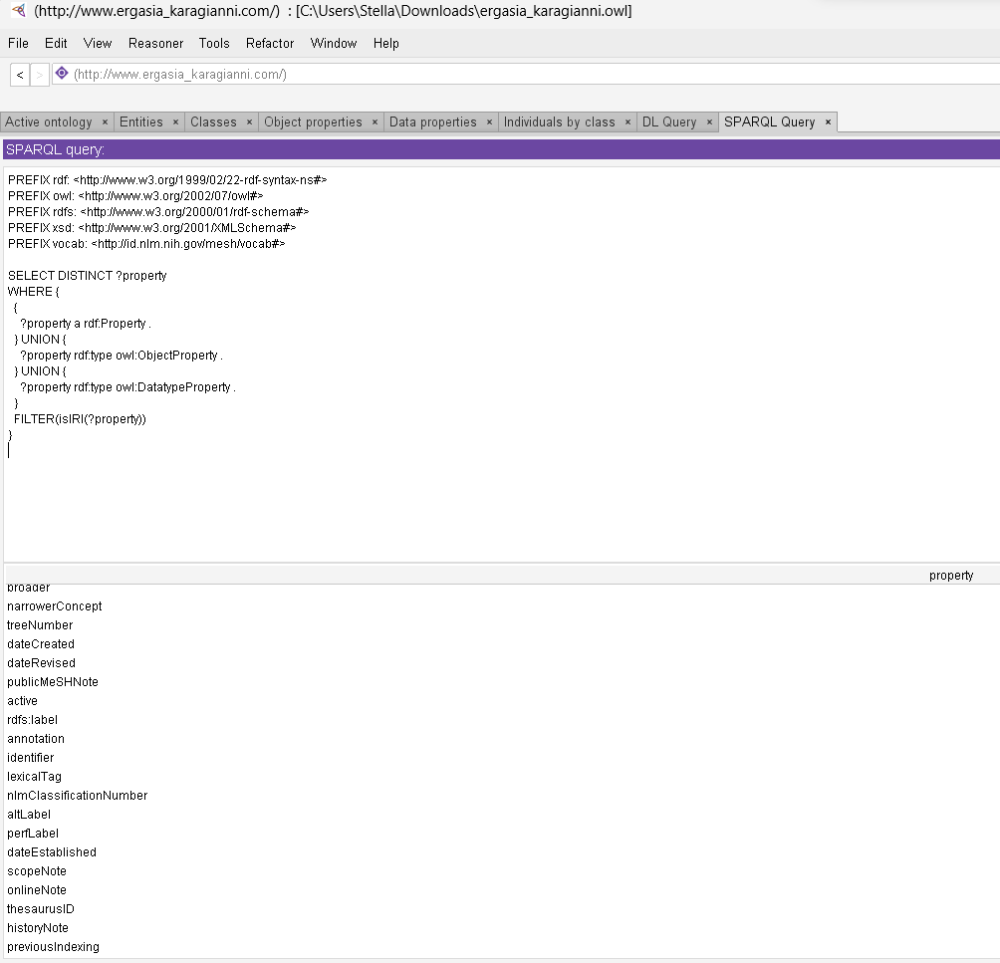 (http://www.ergasia_karagianni.com/) : [C:\Users\Stella\Downloads\ergasia_karagianni.owl]
File Edit View Reasoner Tools Refactor Window Help
< > (http://www.ergasia_karagianni.com/)
Active ontology × Entities × Classes × Object properties × Data properties × Individuals by class × DL Query × SPARQL Query ×
SPARQL query:
PREFIX rdf: <http://www.w3.org/1999/02/22-rdf-syntax-ns#>
PREFIX owl: <http://www.w3.org/2002/07/owl#>
PREFIX rdfs: <http://www.w3.org/2000/01/rdf-schema#>
PREFIX xsd: <http://www.w3.org/2001/XMLSchema#>
PREFIX vocab: <http://id.nlm.nih.gov/mesh/vocab#>
SELECT DISTINCT ?property
WHERE {
{
?property a rdf:Property .
} UNION {
?property rdf:type owl:ObjectProperty .
} UNION {
?property rdf:type owl:DatatypeProperty .
}
FILTER(isIRI(?property))
}
property
broader
narrowerConcept
treeNumber
dateCreated
dateRevised
publicMeSHNote
active
rdfs:label
annotation
identifier
lexicalTag
nlmClassificationNumber
altLabel
perfLabel
dateEstablished
scopeNote
onlineNote
thesaurusID
historyNote
previousIndexing